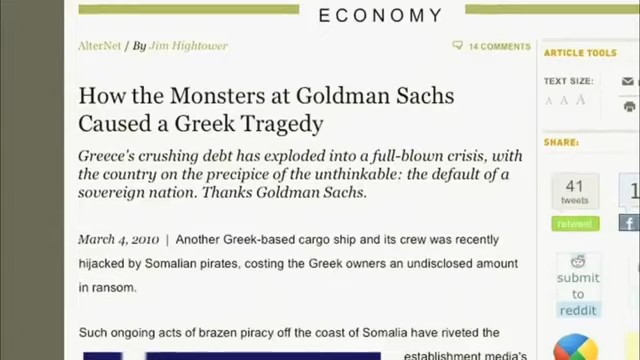 ECONOMY
AlterNet / By Jim Hightower
14 COMMENTS
How the Monsters at Goldman Sachs
Caused a Greek Tragedy
Greece's crushing debt has exploded into a full-blown crisis, with
the country on the precipice of the unthinkable: the default of a
sovereign nation. Thanks Goldman Sachs.
March 4, 2010 | Another Greek-based cargo ship and its crew was recently
hijacked by Somalian pirates, costing the Greek owners an undisclosed amount
in ransom.
Such ongoing acts of brazen piracy off the coast of Somalia have riveted the
establishment media's
ARTICLE TOOLS
TEXT SIZE:
A A A
SHARE:
41
tweets
retweet
1
f
submit
to
reddit